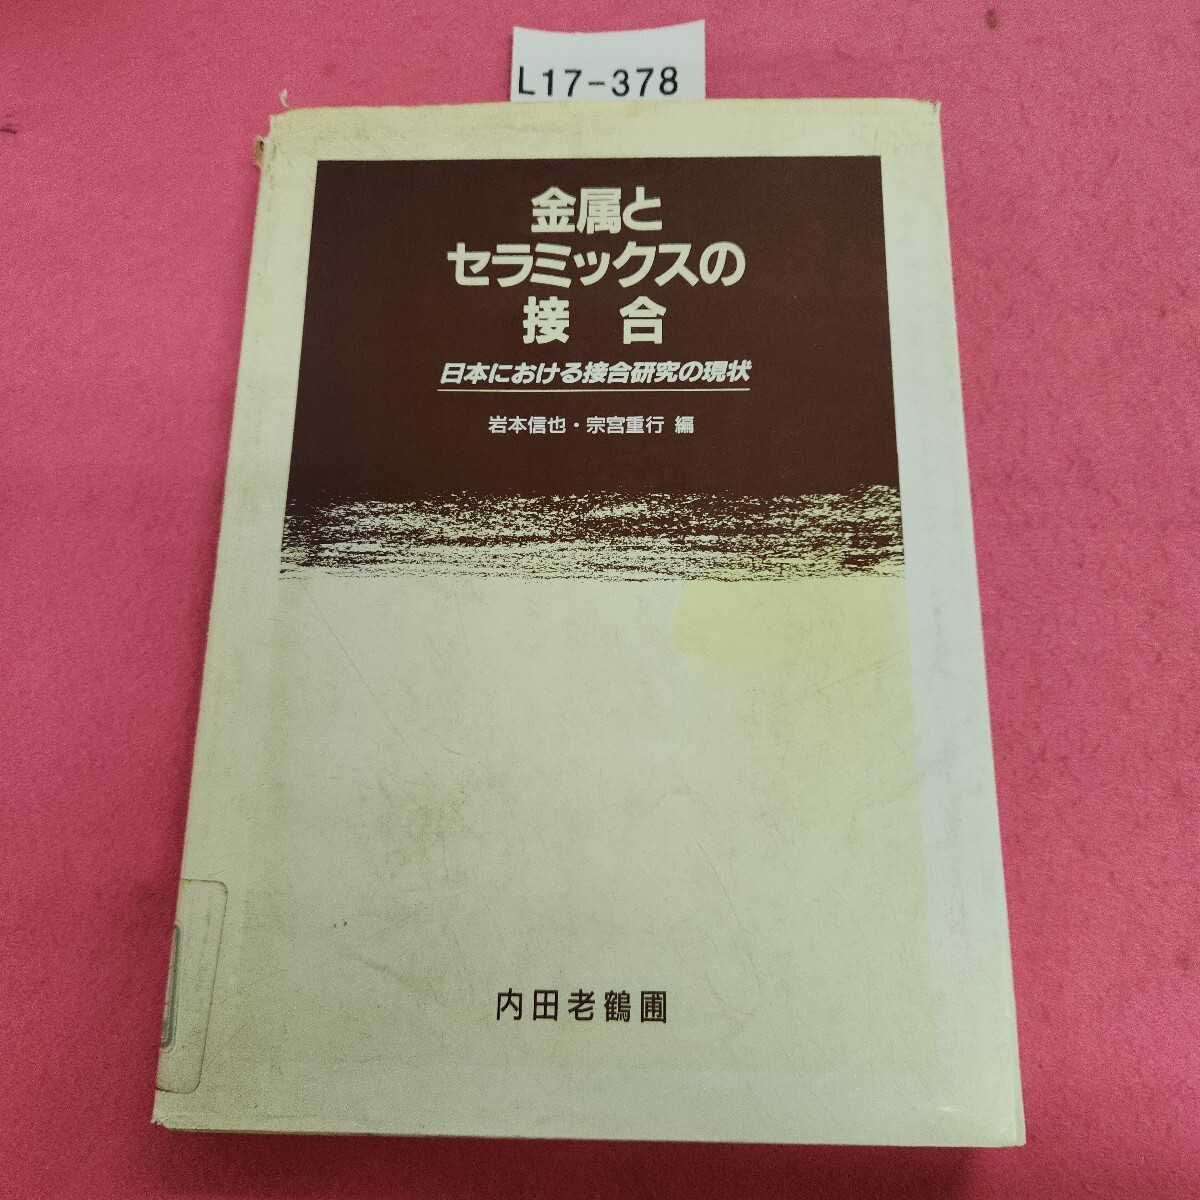 L17-378
金属と
セラミックスの
接 合
日本における接合研究の現状
岩本信也・宗宮重行 編
内田老鶴圃